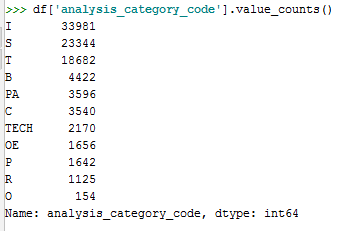 >>> df['analysis_category_code'].value_counts()
I 33981
S 23344
T 18682
B 4422
PA 3596
C 3540
TECH 2170
OE 1656
P 1642
R 1125
O 154
Name: analysis_category_code, dtype: int64